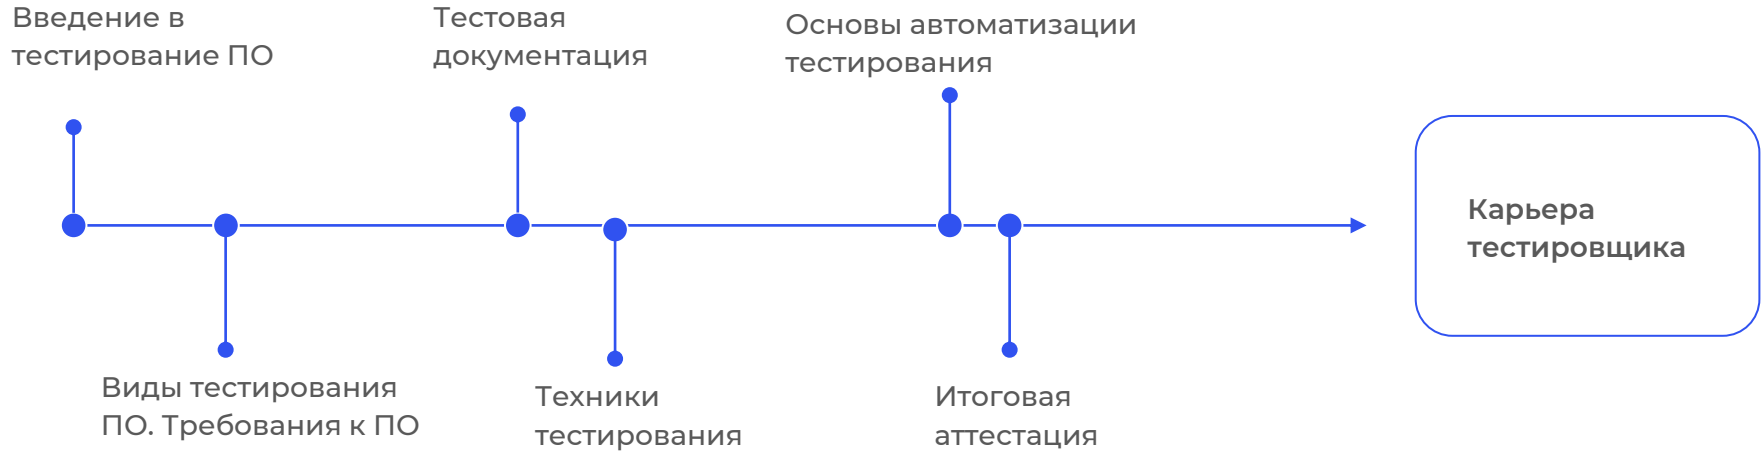 Введение в
тестирование ПО
Тестовая
документация
Основы автоматизации
тестирования
Карьера
тестировщика
Виды тестирования
ПО. Требования к ПО
Техники
тестирования
Итоговая
аттестация